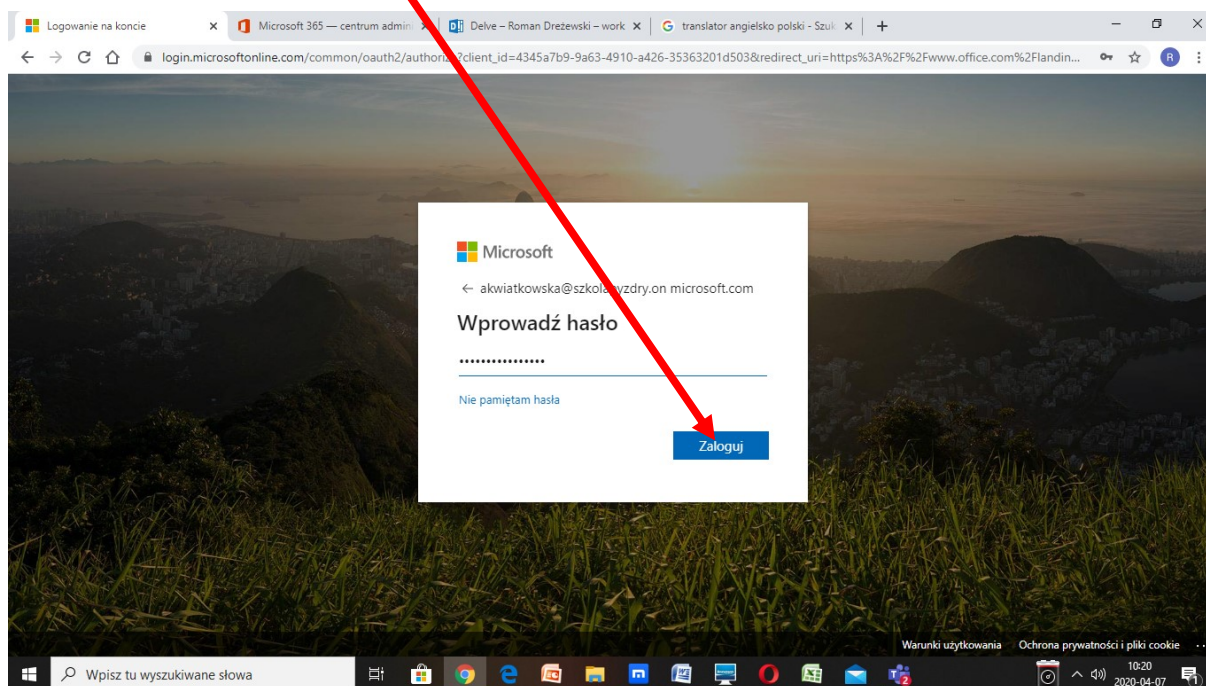 Logowanie na koncie
Microsoft 365 — centrum admin
Delve – Roman Dreżewski – work
G translator angielsko polski - Szuk
login.microsoftonline.com/common/oauth2/authorize?client_id=4345a7b9-9a63-4910-a426-35363201d503&redirect_uri=https%3A%2F%2Fwww.office.com%2Flandin...
R
Microsoft
akwiatkowska@szkolapyzdry.on microsoft.com
Wprowadź hasło
Nie pamiętam hasła
Zaloguj
Warunki użytkowania
Ochrona prywatności i pliki cookie
Wpisz tu wyszukiwane słowa
10:20
2020-04-07